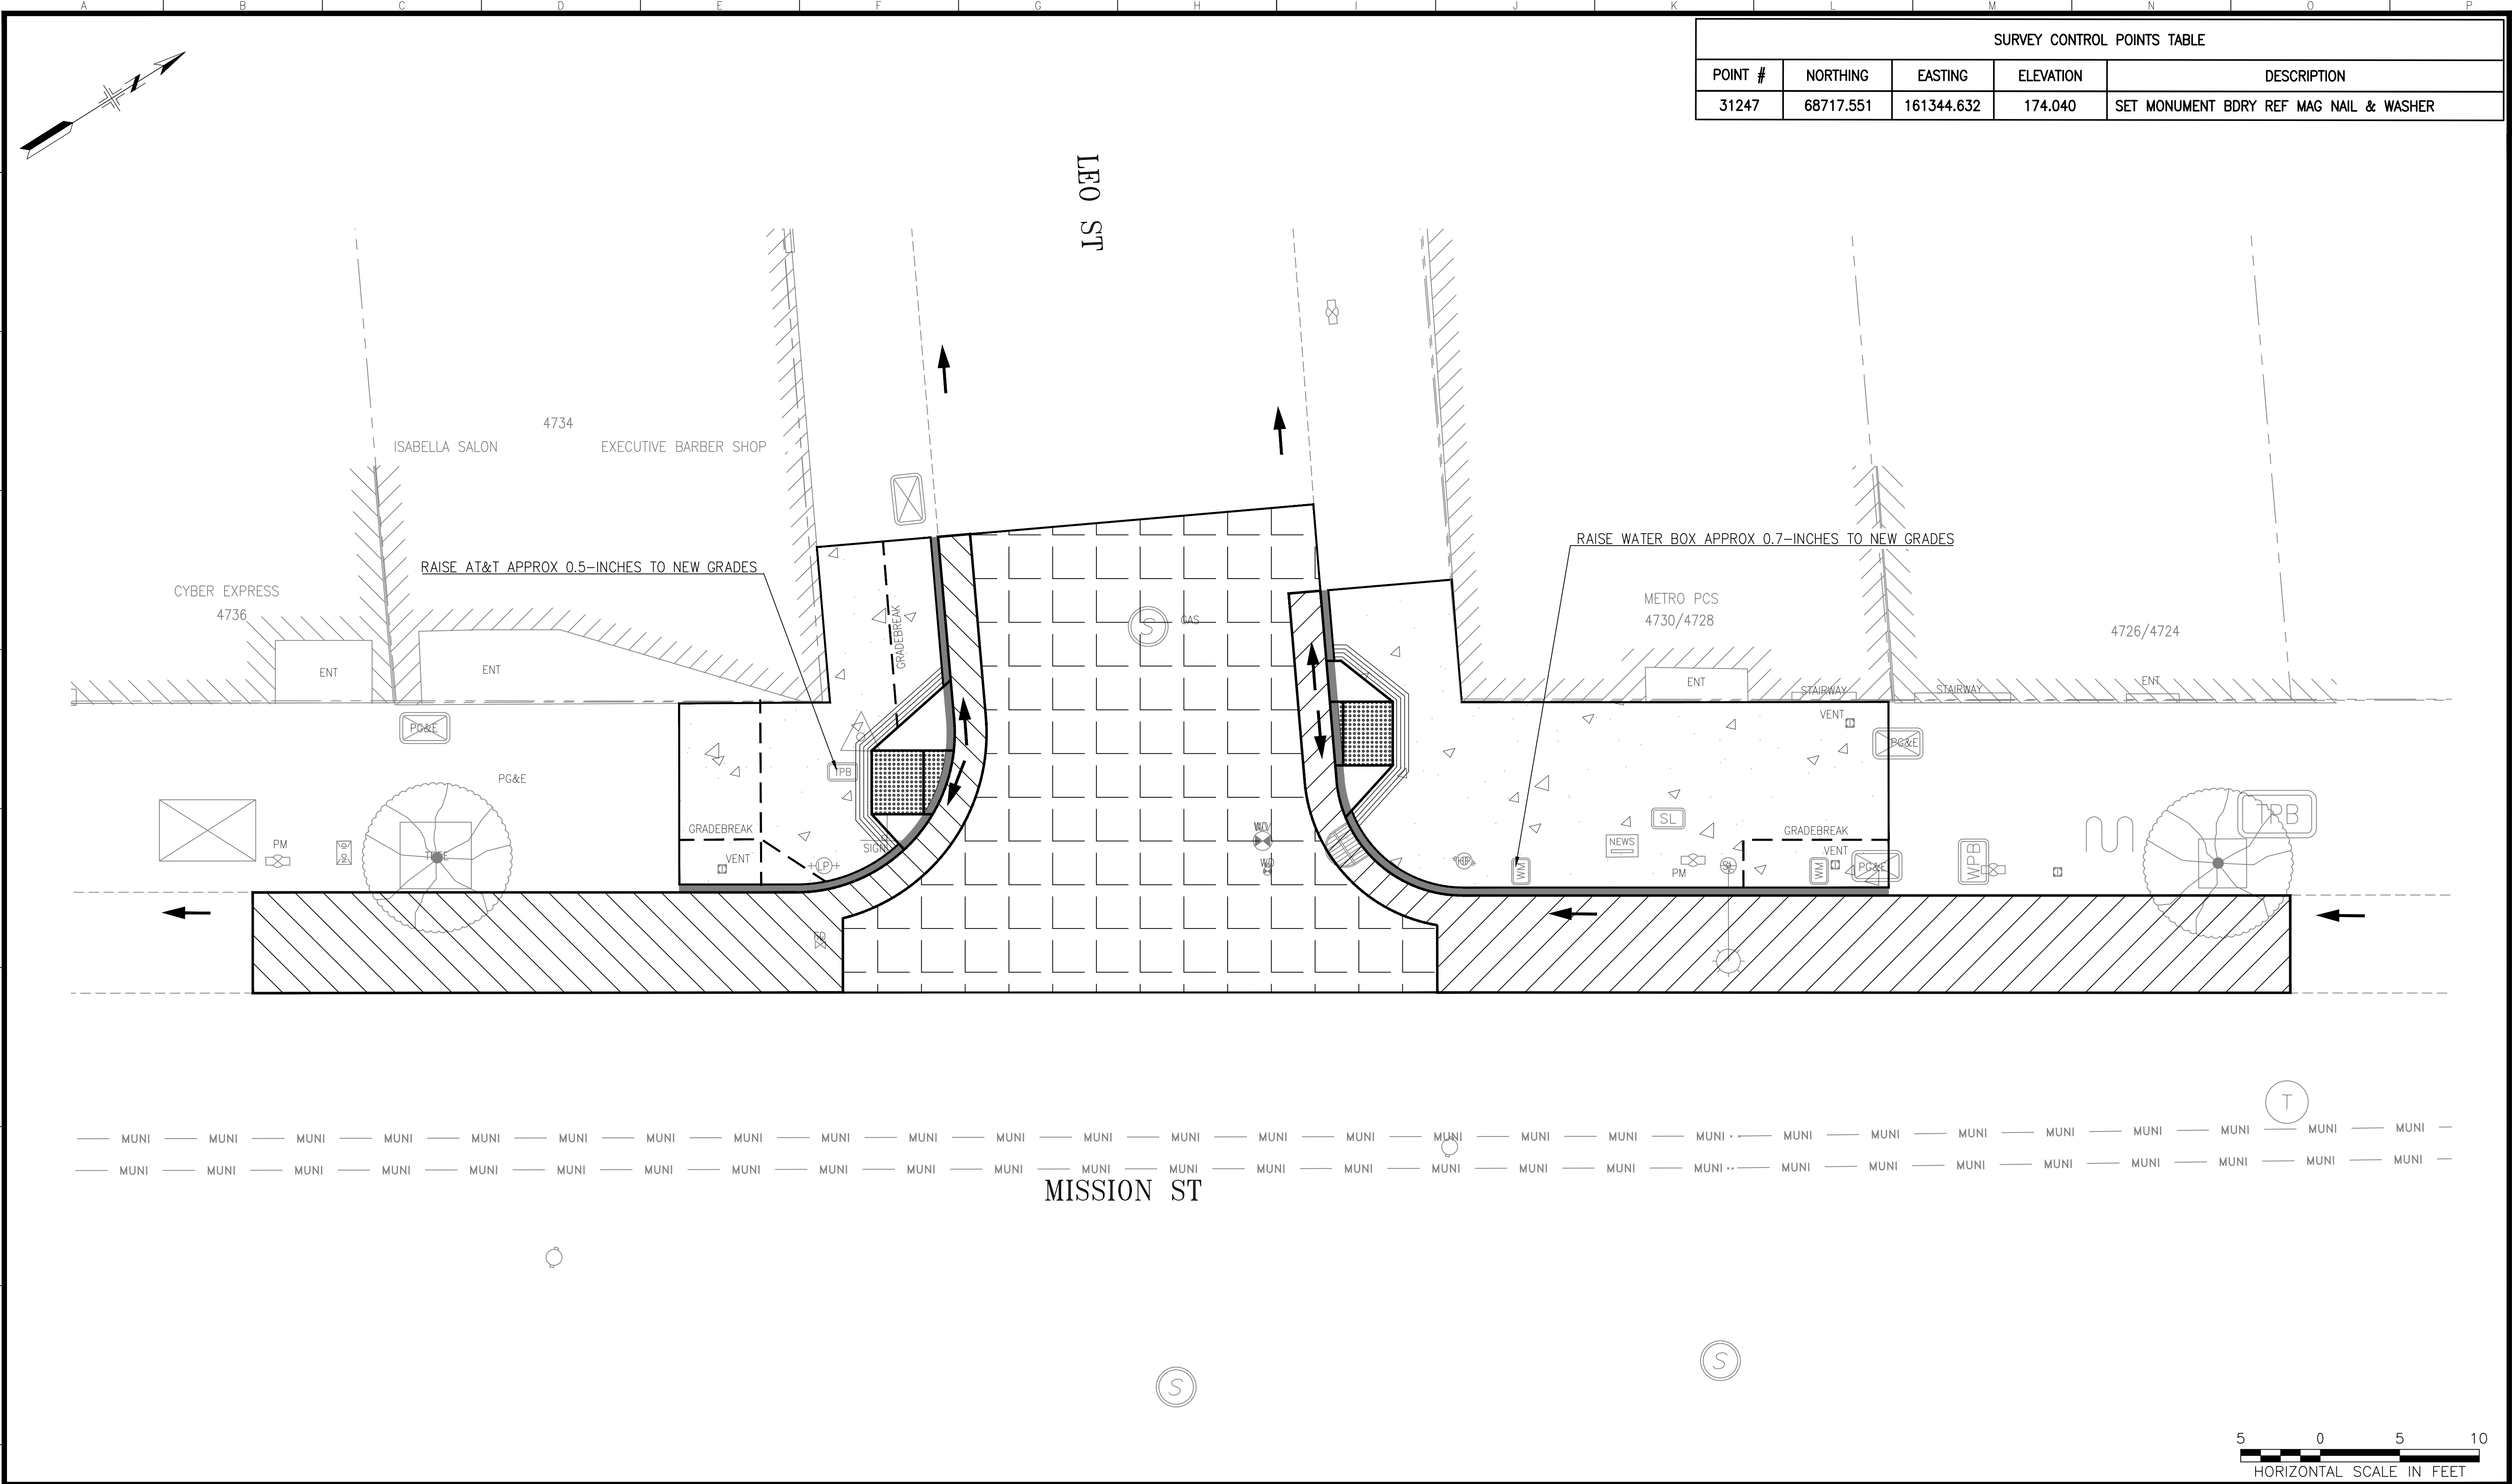 A B C D E F G H I J K L M N O P
SURVEY CONTROL POINTS TABLE
POINT # NORTHING EASTING ELEVATION DESCRIPTION
31247 68717.551 161344.632 174.040 SET MONUMENT BDRY REF MAG NAIL & WASHER
N
LEO ST
4734
ISABELLA SALON EXECUTIVE BARBER SHOP
RAISE AT&T APPROX 0.5-INCHES TO NEW GRADES
RAISE WATER BOX APPROX 0.7-INCHES TO NEW GRADES
CYBER EXPRESS
4736
METRO PCS
4730/4728
4726/4724
GRADEBREAK
S GAS
ENT
ENT
ENT
STAIRWAY
STAIRWAY
ENT
PG&E
VENT
PG&E
TPB
PG&E
TPB
SL
GRADEBREAK
GRADEBREAK
NEWS
PM
NO ID
TREE
VENT
LP
SIGN
WM
PM
WM
VENT
PG&E
WPB
T
MUNI MUNI MUNI MUNI MUNI MUNI MUNI MUNI MUNI MUNI MUNI MUNI MUNI MUNI MUNI MUNI MUNI MUNI MUNI MUNI MUNI MUNI MUNI MUNI MUNI MUNI MUNI
MUNI MUNI MUNI MUNI MUNI MUNI MUNI MUNI MUNI MUNI MUNI MUNI MUNI MUNI MUNI MUNI MUNI MUNI MUNI MUNI MUNI MUNI MUNI MUNI MUNI MUNI MUNI
MISSION ST
S
S
5 0 5 10
HORIZONTAL SCALE IN FEET